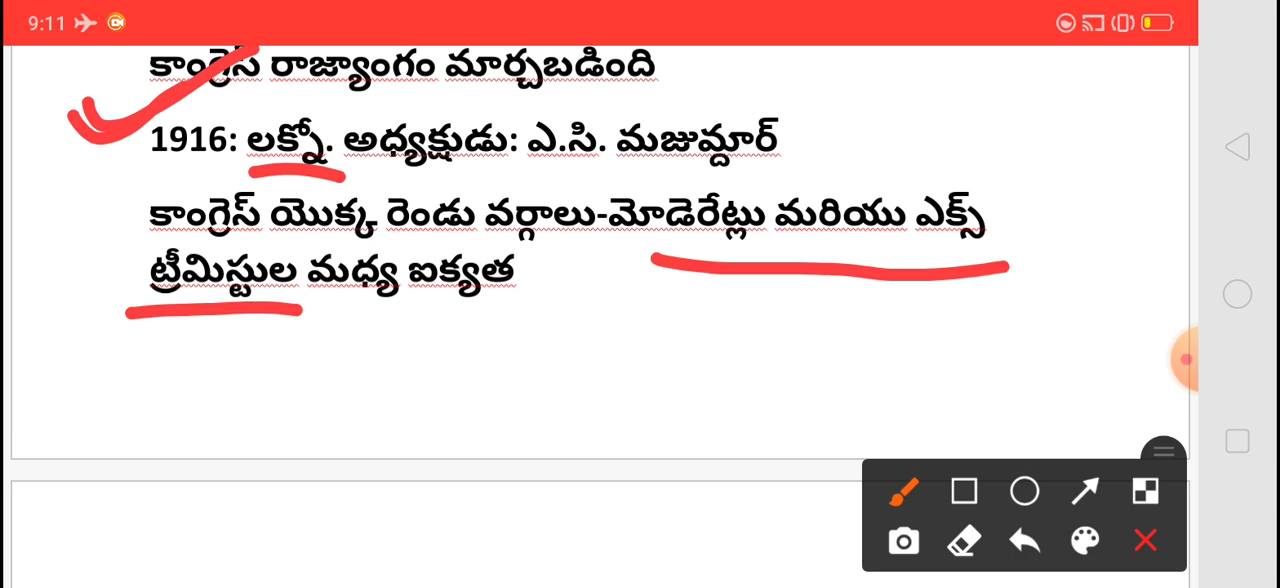 9:11
కాంగ్రెస్ రాజ్యాంగం మార్చబడింది
1916: లక్నో. అధ్యక్షుడు: ఎ.సి. మజుమ్దార్
కాంగ్రెస్ యొక్క రెండు వర్గాలు-మోడెరేట్లు మరియు ఎక్స్
ట్రీమిస్టుల మధ్య ఐక్యత